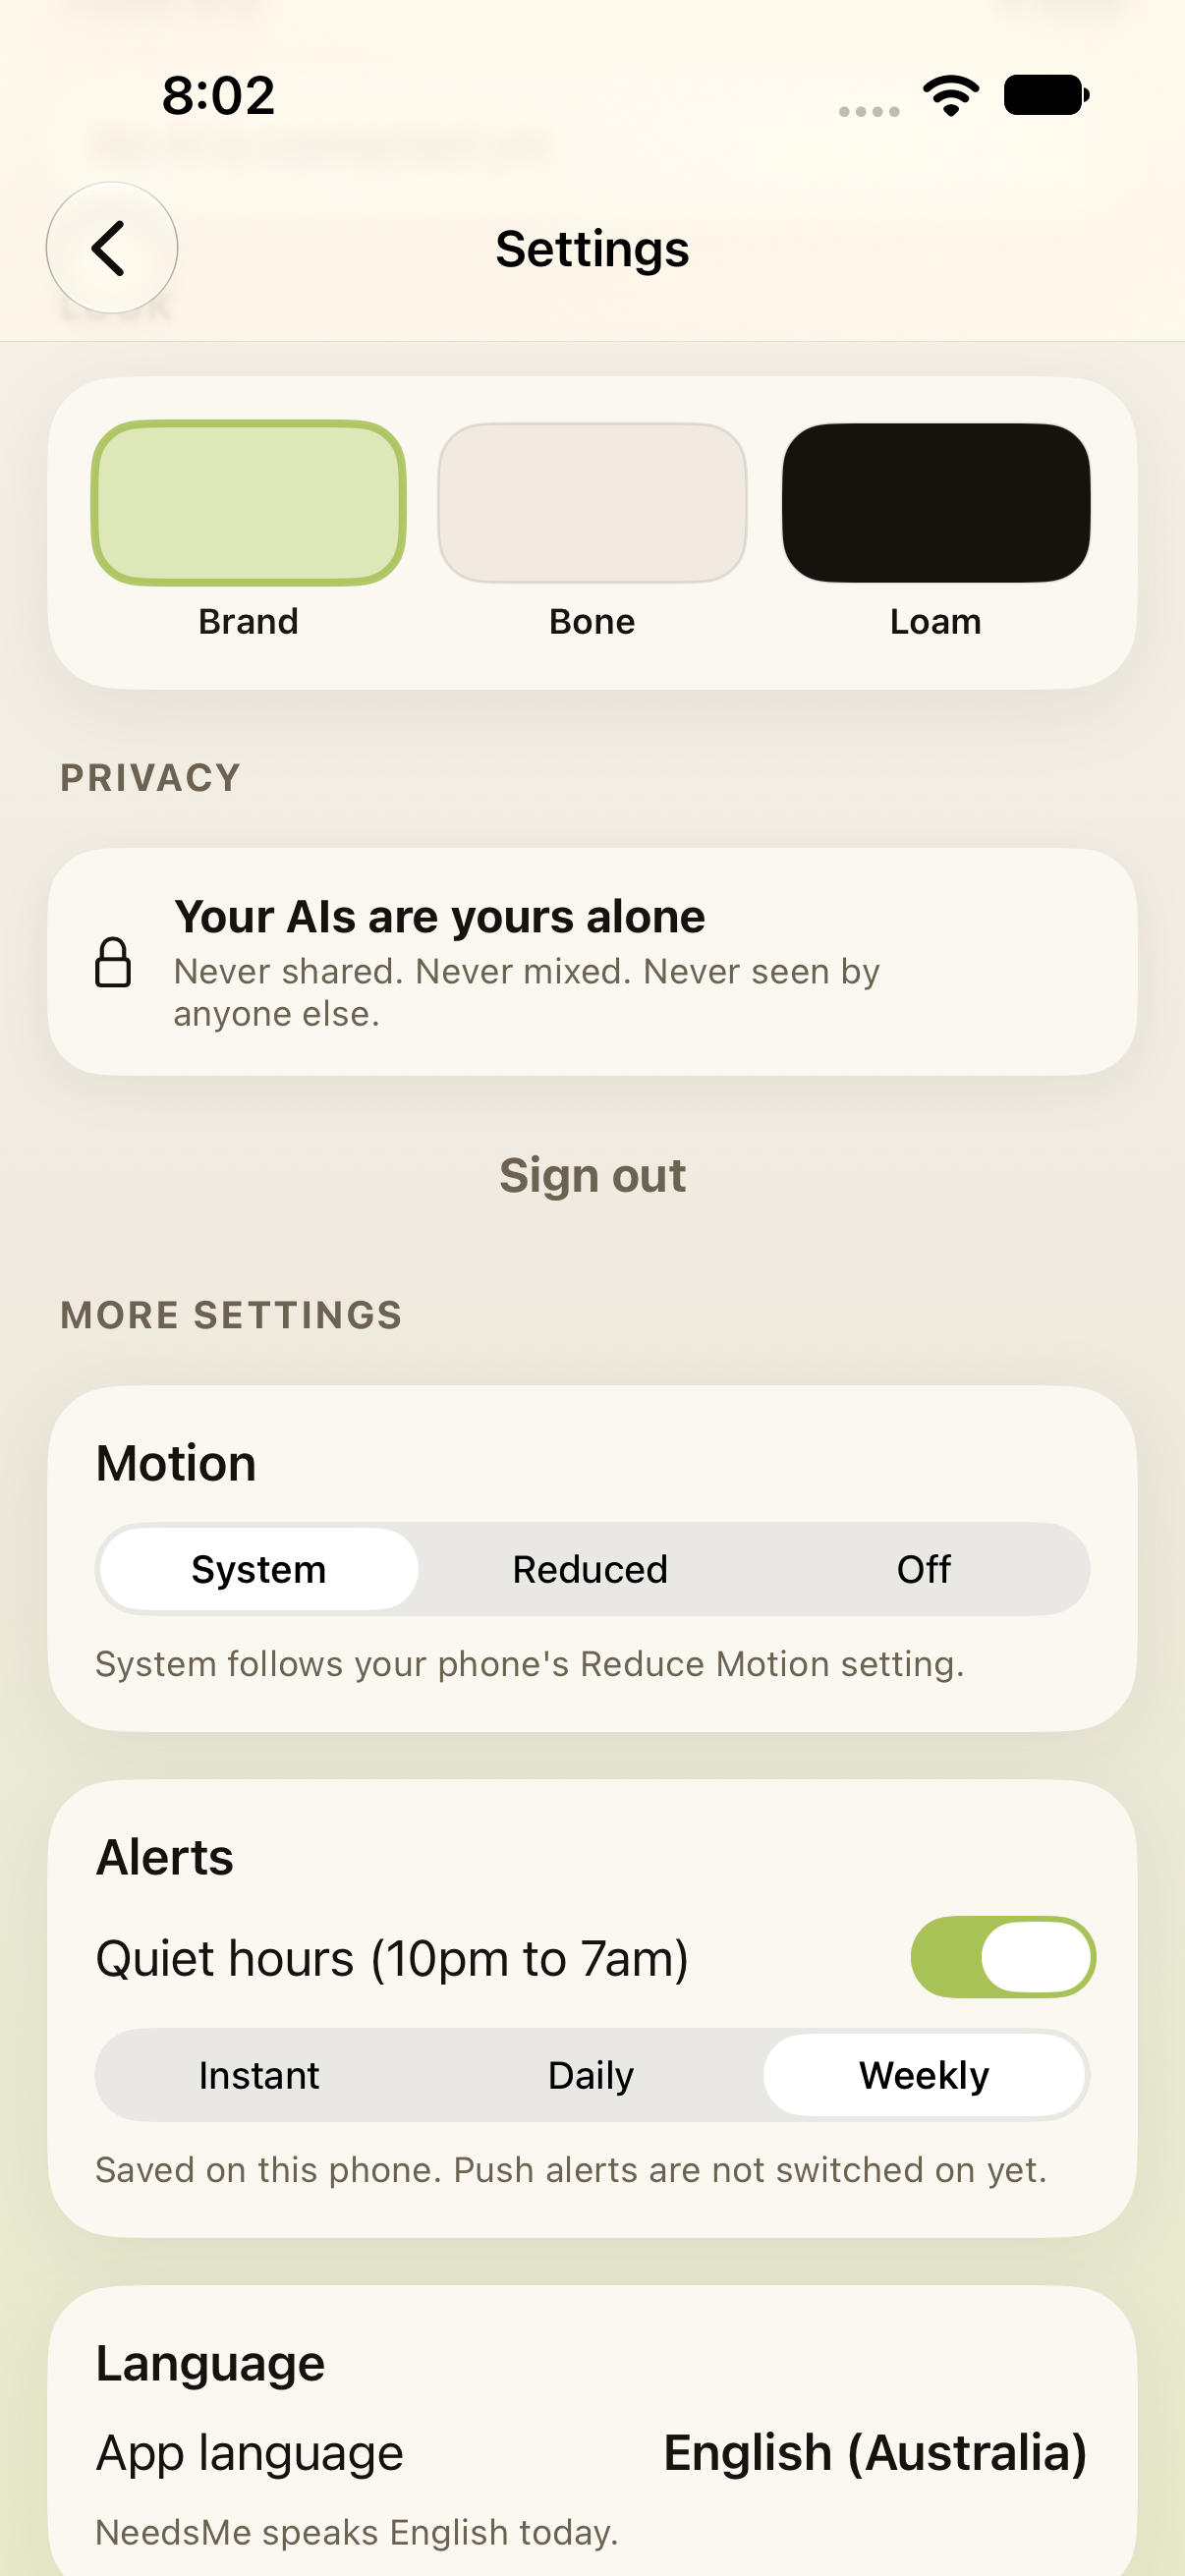 8:02
Settings
Brand
Bone
Loam
PRIVACY
Your AIs are yours alone
Never shared. Never mixed. Never seen by
anyone else.
Sign out
MORE SETTINGS
Motion
System
Reduced
Off
System follows your phone's Reduce Motion setting.
Alerts
Quiet hours (10pm to 7am)
Instant
Daily
Weekly
Saved on this phone. Push alerts are not switched on yet.
Language
App language
English (Australia)
NeedsMe speaks English today.